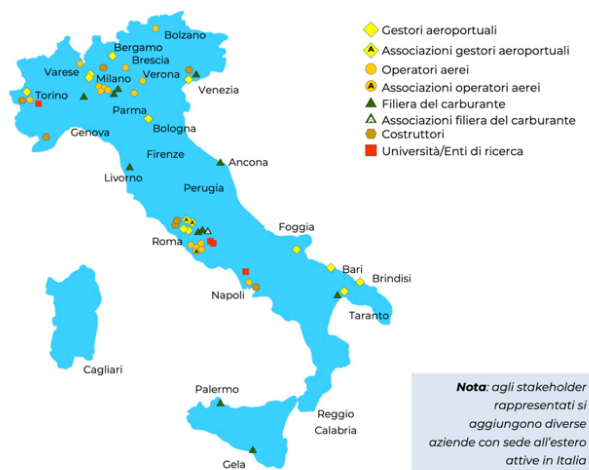 Bolzano
Bergamo
Brescia
Varese
Milano
Verona
Venezia
Torino
Parma
Genova
Bologna
Firenze
Ancona
Livorno
Perugia
Foggia
Roma
Bari
Brindisi
Napoli
Taranto
Cagliari
Palermo
Reggio
Calabria
Gela
Gestori aeroportuali
A Associazioni gestori aeroportuali
Operatori aerei
A Associazioni operatori aerei
Filiera del carburante
A Associazioni filiera del carburante
Costruttori
Università/Enti di ricerca
Nota: agli stakeholder
rappresentati si
aggiungono diverse
aziende con sede all'estero
attive in Italia